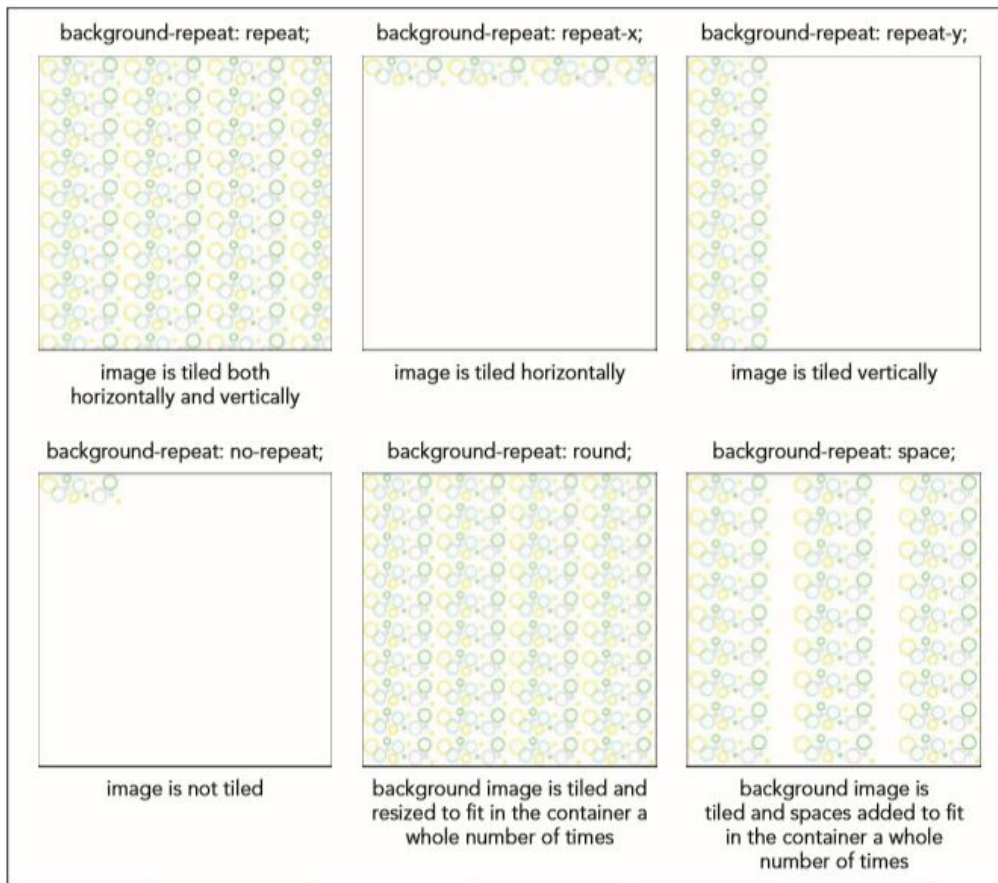 background-repeat: repeat;
background-repeat: repeat-x;
background-repeat: repeat-y;
image is tiled both
horizontally and vertically
image is tiled horizontally
image is tiled vertically
background-repeat: no-repeat;
background-repeat: round;
background-repeat: space;
image is not tiled
background image is tiled and
resized to fit in the container a
whole number of times
background image is
tiled and spaces added to fit
in the container a whole
number of times